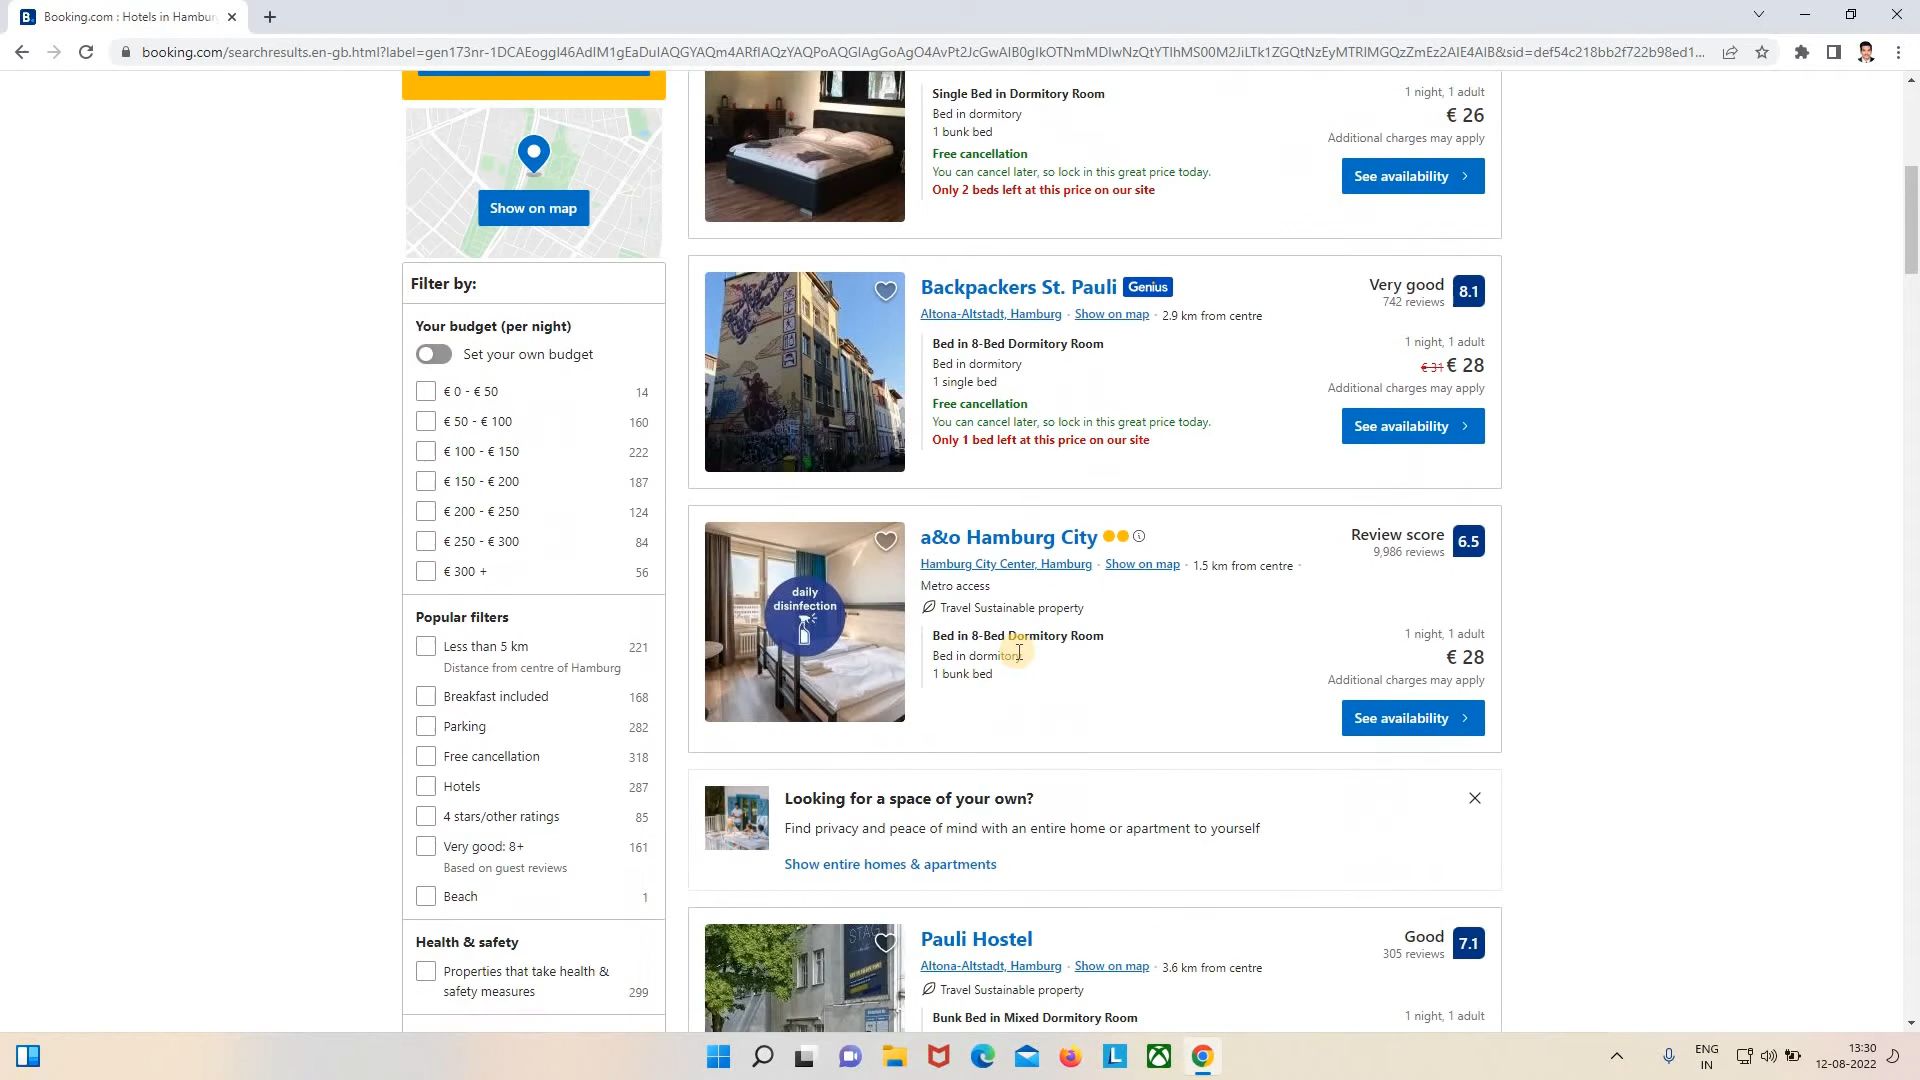 Booking.com : Hotels in Hambur
booking.com/searchresults.en-gb.html?label=gen173nr-1DCAEoggI46AdIM1gEaDuIAQGYAQm4ARfIAQzYAQPoAQGIAgGoAgO4AvPt2JcGwAIB0gIkOTNmMDIwNzQtYTlhMS00M2JiLTk1ZGQtNzEyMTRlMGQzZmEz2AIE4AIB&sid=def54c218bb2f722b98ed1...
Show on map
Filter by:
Your budget (per night)
Set your own budget
€ 0 - € 50 14
€ 50 - € 100 160
€ 100 - € 150 222
€ 150 - € 200 187
€ 200 - € 250 124
€ 250 - € 300 84
€ 300 + 56
Popular filters
Less than 5 km 221
Distance from centre of Hamburg
Breakfast included 168
Parking 282
Free cancellation 318
Hotels 287
4 stars/other ratings 85
Very good: 8+ 161
Based on guest reviews
Beach 1
Health & safety
Properties that take health &
safety measures 299
Single Bed in Dormitory Room
Bed in dormitory
1 bunk bed
Free cancellation
You can cancel later, so lock in this great price today.
Only 2 beds left at this price on our site
1 night, 1 adult
€ 26
Additional charges may apply
See availability
Backpackers St. Pauli Genius
Altona-Altstadt, Hamburg · Show on map · 2.9 km from centre
Very good 8.1
742 reviews
Bed in 8-Bed Dormitory Room
Bed in dormitory
1 single bed
Free cancellation
You can cancel later, so lock in this great price today.
Only 1 bed left at this price on our site
1 night, 1 adult
€ 31 € 28
Additional charges may apply
See availability
daily
disinfection
a&o Hamburg City
Hamburg City Center, Hamburg · Show on map · 1.5 km from centre ·
Metro access
Travel Sustainable property
Review score 6.5
9,986 reviews
Bed in 8-Bed Dormitory Room
Bed in dormitory
1 bunk bed
1 night, 1 adult
€ 28
Additional charges may apply
See availability
Looking for a space of your own?
Find privacy and peace of mind with an entire home or apartment to yourself
Show entire homes & apartments
Pauli Hostel
Altona-Altstadt, Hamburg · Show on map · 3.6 km from centre
Travel Sustainable property
Good 7.1
305 reviews
Bunk Bed in Mixed Dormitory Room
1 night, 1 adult
ENG
IN
13:30
12-08-2022